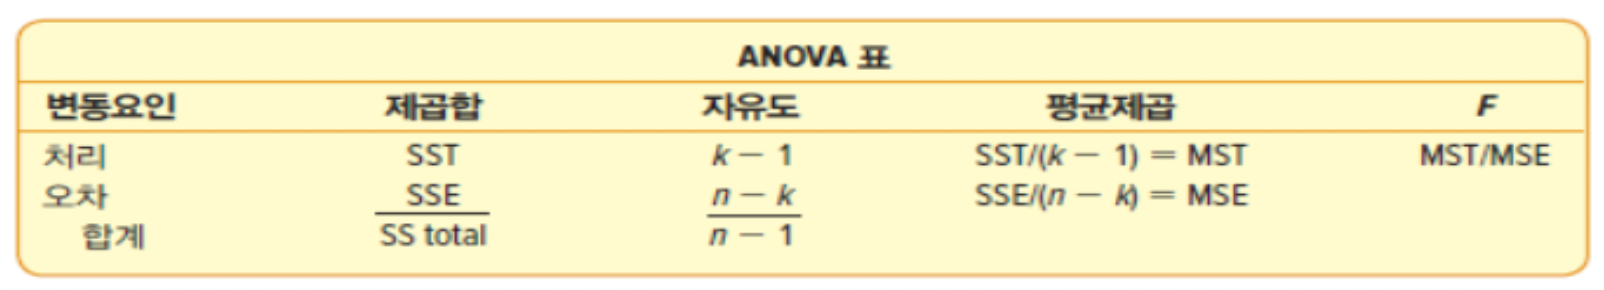 ANOVA 표
변동요인 제곱합 자유도 평균제곱 F
처리 SST k − 1 SST/(k − 1) = MST MST/MSE
오차 SSE n − k SSE/(n − k) = MSE
합계 SS total n − 1